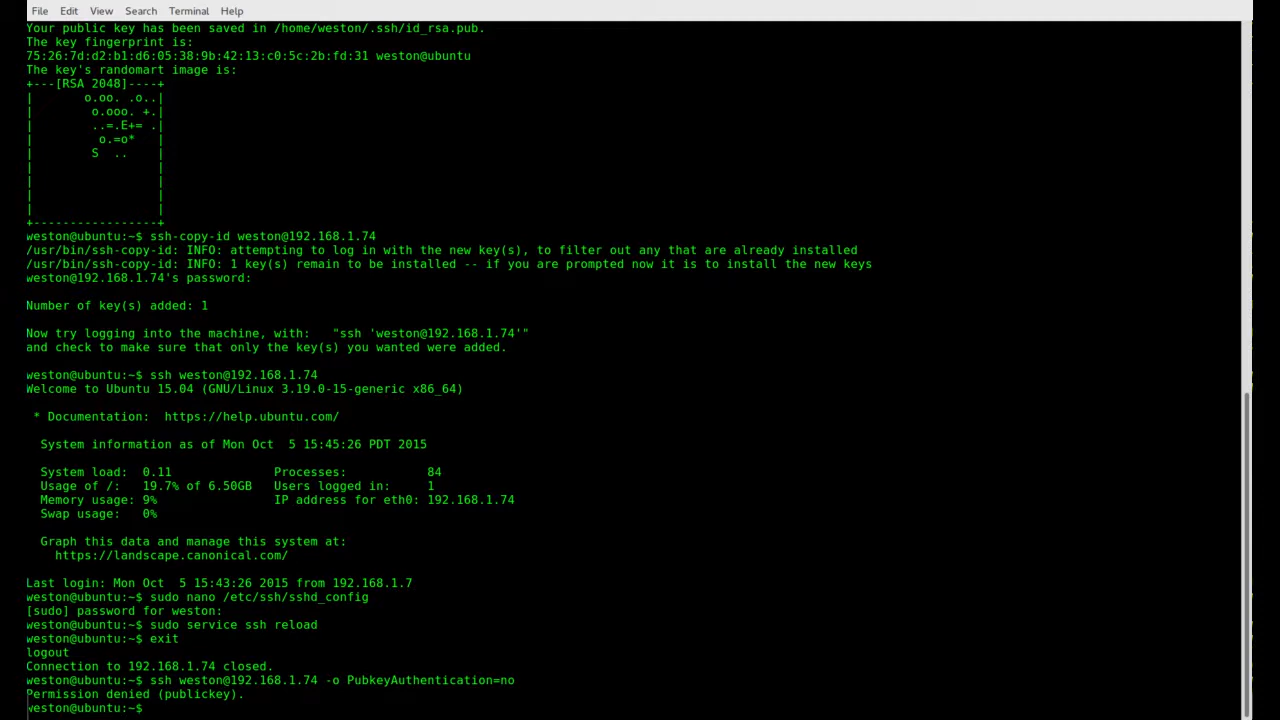 File Edit View Search Terminal Help
Your public key has been saved in /home/weston/.ssh/id_rsa.pub.
The key fingerprint is:
75:26:7d:d2:b1:d6:05:38:9b:42:13:c0:5c:2b:fd:31 weston@ubuntu
The key's randomart image is:
+---[RSA 2048]----+
|       o.oo. .o..|
|        o.ooo. +.|
|        ..=.E+= .|
|         o.=o*   |
|        S  ..    |
|                 |
|                 |
|                 |
|                 |
+-----------------+
weston@ubuntu:~$ ssh-copy-id weston@192.168.1.74
/usr/bin/ssh-copy-id: INFO: attempting to log in with the new key(s), to filter out any that are already installed
/usr/bin/ssh-copy-id: INFO: 1 key(s) remain to be installed -- if you are prompted now it is to install the new keys
weston@192.168.1.74's password:
Number of key(s) added: 1
Now try logging into the machine, with:   "ssh 'weston@192.168.1.74'"
and check to make sure that only the key(s) you wanted were added.
weston@ubuntu:~$ ssh weston@192.168.1.74
Welcome to Ubuntu 15.04 (GNU/Linux 3.19.0-15-generic x86_64)
* Documentation:  https://help.ubuntu.com/
System information as of Mon Oct  5 15:45:26 PDT 2015
System load:  0.11              Processes:           84
Usage of /:   19.7% of 6.50GB   Users logged in:     1
Memory usage: 9%                IP address for eth0: 192.168.1.74
Swap usage:   0%
Graph this data and manage this system at:
https://landscape.canonical.com/
Last login: Mon Oct  5 15:43:26 2015 from 192.168.1.7
weston@ubuntu:~$ sudo nano /etc/ssh/sshd_config
[sudo] password for weston:
weston@ubuntu:~$ sudo service ssh reload
weston@ubuntu:~$ exit
logout
Connection to 192.168.1.74 closed.
weston@ubuntu:~$ ssh weston@192.168.1.74 -o PubkeyAuthentication=no
Permission denied (publickey).
weston@ubuntu:~$